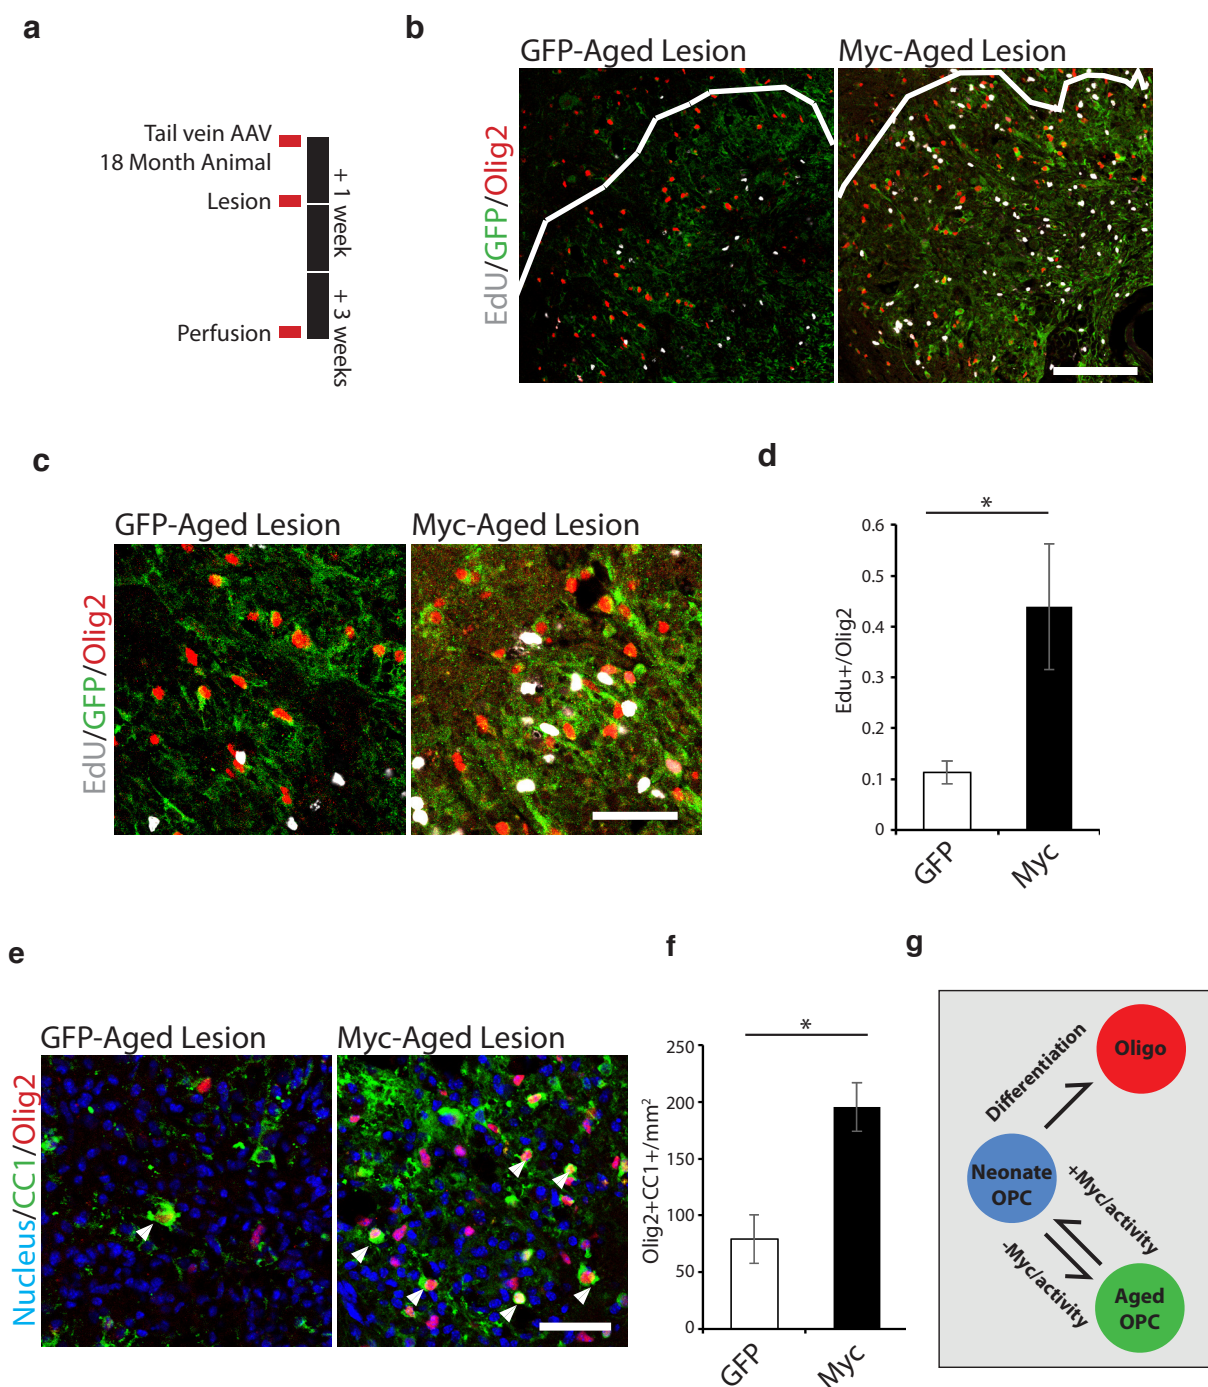 a
Tail vein AAV
18 Month Animal
Lesion
Perfusion
+ 1 week
+ 3 weeks
b
GFP-Aged Lesion
Myc-Aged Lesion
EdU/GFP/Olig2
c
GFP-Aged Lesion
Myc-Aged Lesion
EdU/GFP/Olig2
d
*
Edu+/Olig2
0.6
0.5
0.4
0.3
0.2
0.1
0
GFP
Myc
e
GFP-Aged Lesion
Myc-Aged Lesion
Nucleus/CC1/Olig2
f
*
Olig2+CC1+/mm²
250
200
150
100
50
0
GFP
Myc
g
Oligo
Differentiation
Neonate
OPC
+Myc/activity
-Myc/activity
Aged
OPC